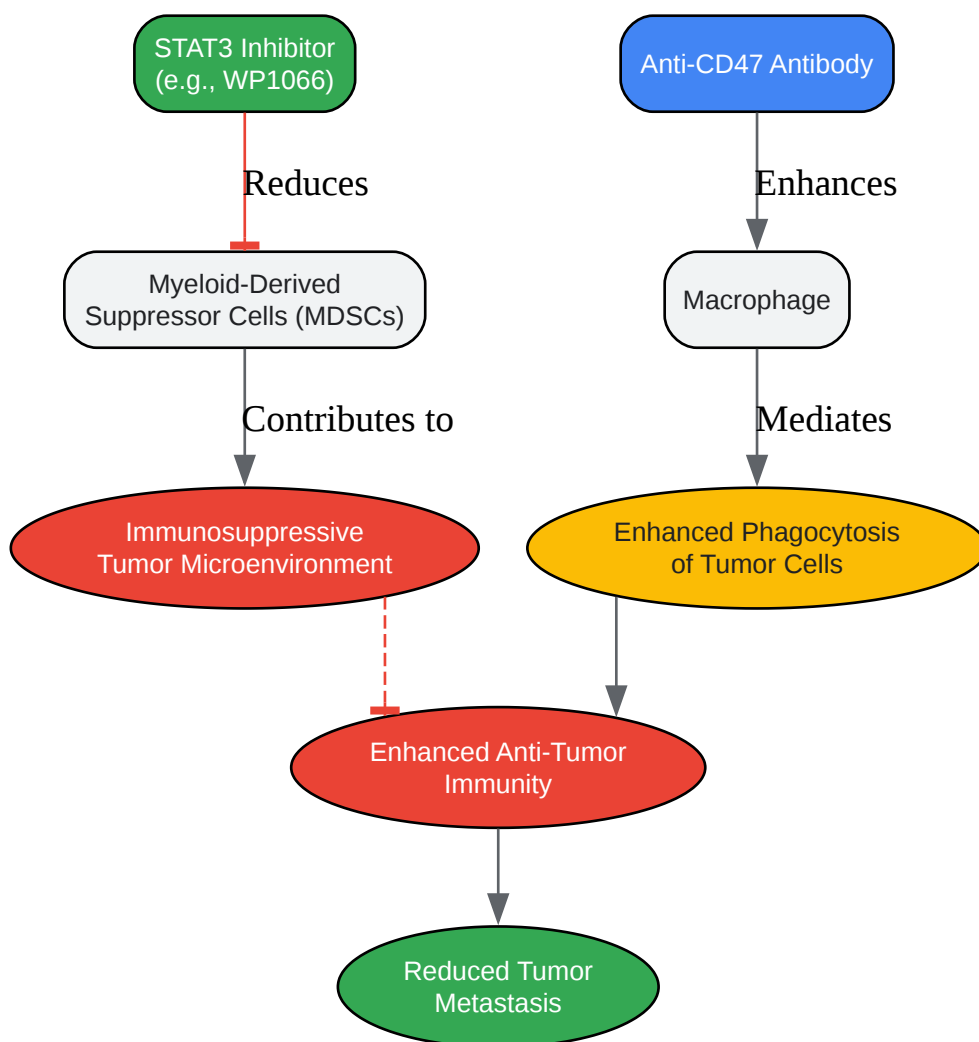 STAT3 Inhibitor
(e.g., WP1066)
Anti-CD47 Antibody
Reduces
Enhances
Myeloid-Derived
Suppressor Cells (MDSCs)
Macrophage
Contributes to
Mediates
Immunosuppressive
Tumor Microenvironment
Enhanced Phagocytosis
of Tumor Cells
Enhanced Anti-Tumor
Immunity
Reduced Tumor
Metastasis